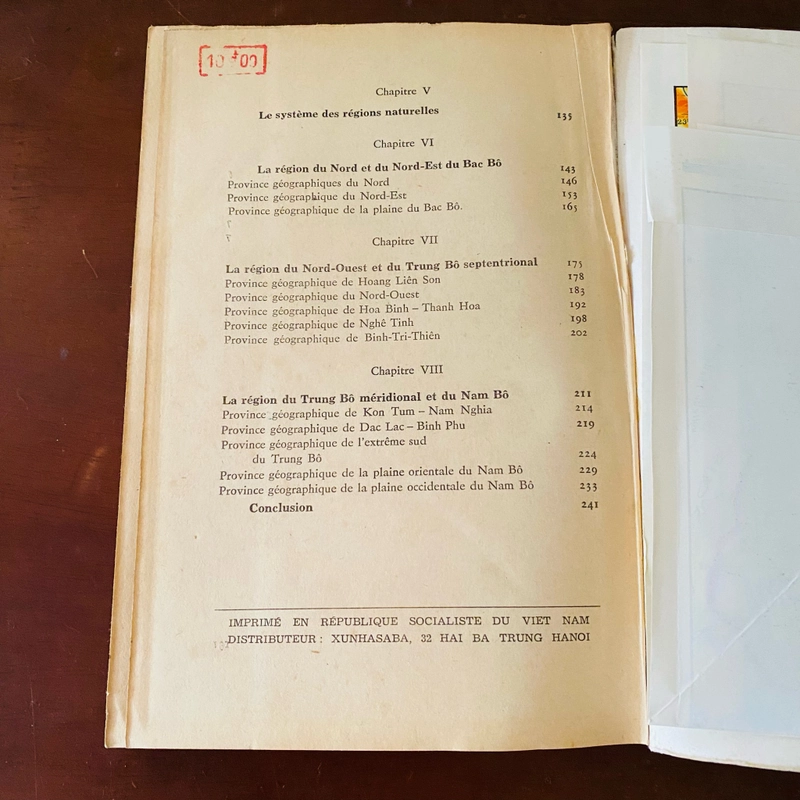 10 +00
Chapitre V
Le système des régions naturelles 135
Chapitre VI
La région du Nord et du Nord-Est du Bac Bô 143
Province géographiques du Nord 146
Province géographique du Nord-Est 153
Province géographique de la plaine du Bac Bô. 165
Chapitre VII
La région du Nord-Ouest et du Trung Bô septentrional 175
Province géographique de Hoang Liên Son 178
Province géographique du Nord-Ouest 183
Province géographique de Hoa Binh – Thanh Hoa 192
Province géographique de Nghê Tinh 198
Province géographique de Binh-Tri-Thiên 202
Chapitre VIII
La région du Trung Bô méridional et du Nam Bô 211
Province géographique de Kon Tum – Nam Nghia 214
Province géographique de Dac Lac – Binh Phu 219
Province géographique de l'extrême sud
du Trung Bô 224
Province géographique de la plaine orientale du Nam Bô 229
Province géographique de la plaine occidentale du Nam Bô 233
Conclusion 241
IMPRIMÉ EN RÉPUBLIQUE SOCIALISTE DU VIET NAM
DISTRIBUTEUR : XUNHASABA, 32 HAI BA TRUNG HANOI